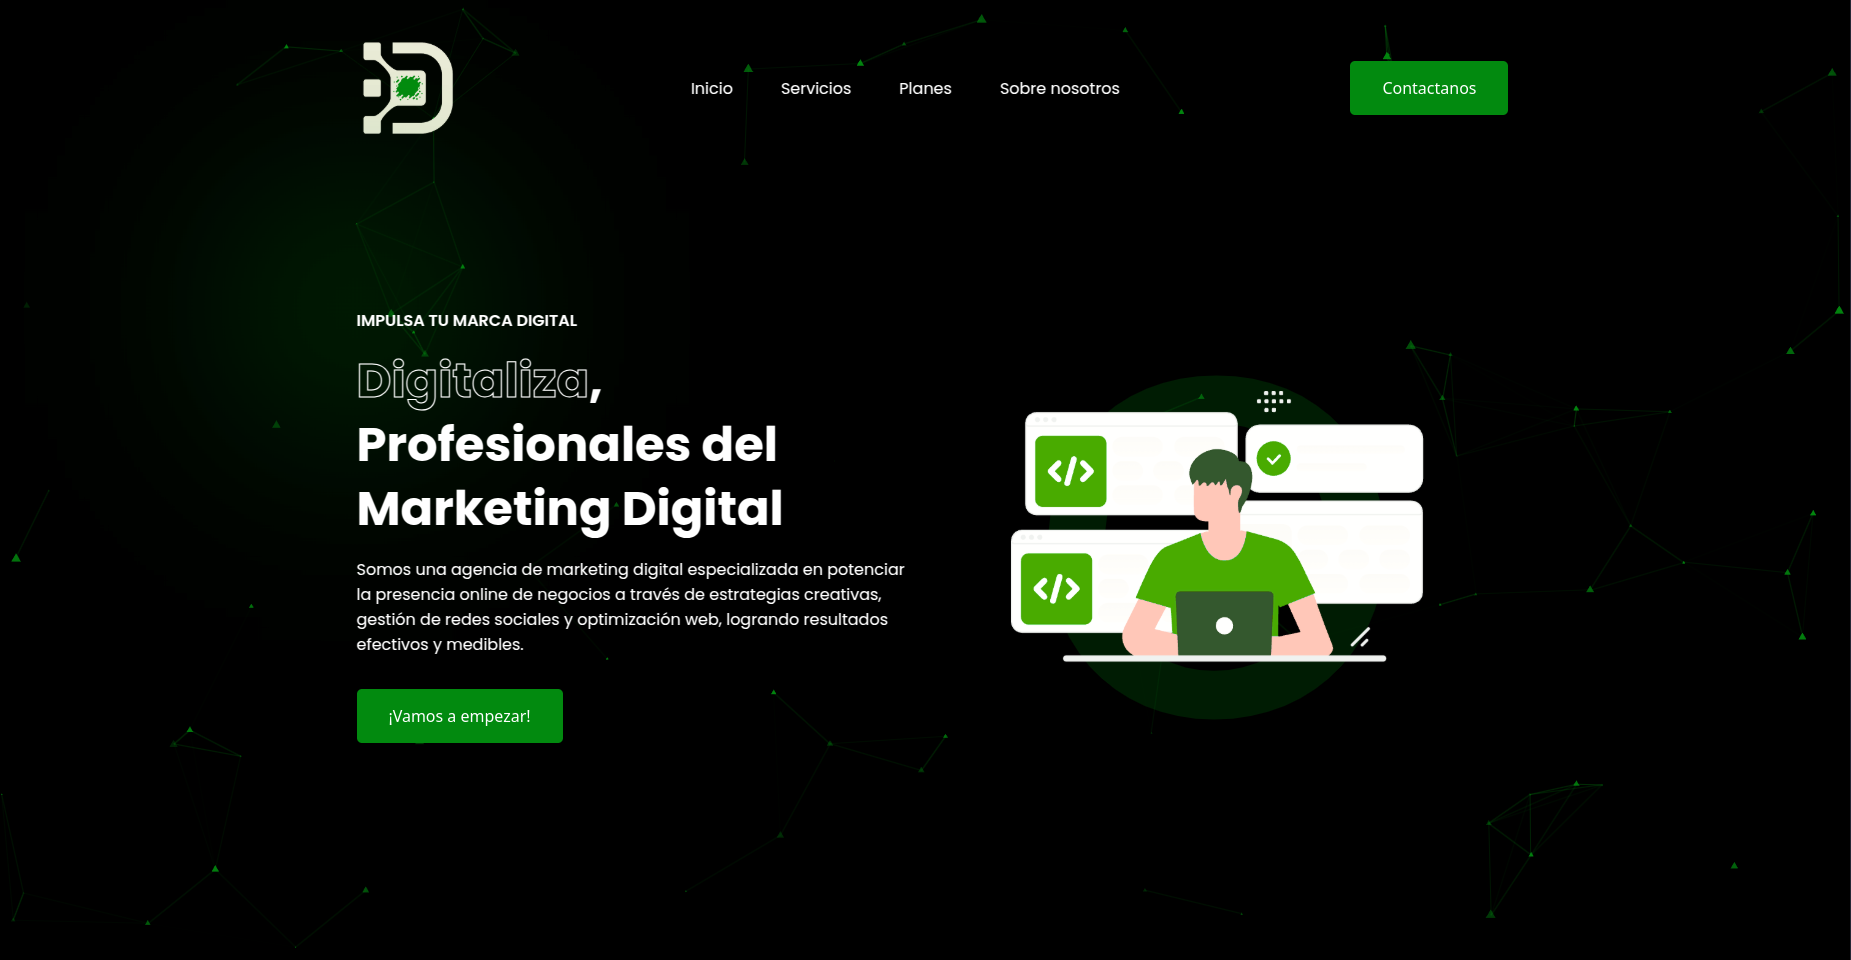 Inicio Servicios Planes Sobre nosotros Contactanos
IMPULSA TU MARCA DIGITAL
Digitaliza,
Profesionales del
Marketing Digital
Somos una agencia de marketing digital especializada en potenciar
la presencia online de negocios a través de estrategias creativas,
gestión de redes sociales y optimización web, logrando resultados
efectivos y medibles.
¡Vamos a empezar!